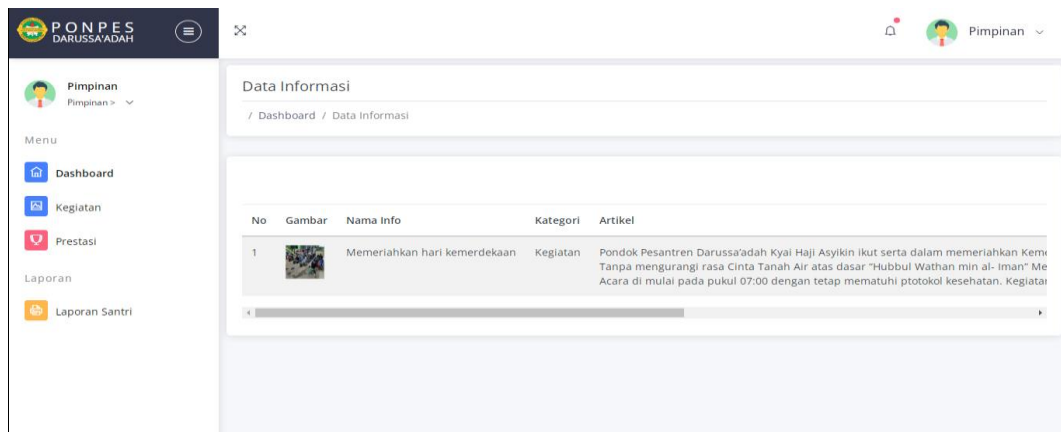 PONPES
DARUSSA'ADAH
Pimpinan
Pimpinan
Pimpinan >
Menu
Dashboard
Kegiatan
Prestasi
Laporan
Laporan Santri
Data Informasi
/ Dashboard / Data Informasi
No Gambar Nama Info Kategori Artikel
1 Memeriahkan hari kemerdekaan Kegiatan Pondok Pesantren Darussa'adah Kyai Haji Asyikin ikut serta dalam memeriahkan Keme
Tanpa mengurangi rasa Cinta Tanah Air atas dasar "Hubbul Wathan min al- Iman" Me
Acara di mulai pada pukul 07:00 dengan tetap mematuhi ptotokol kesehatan. Kegiatan